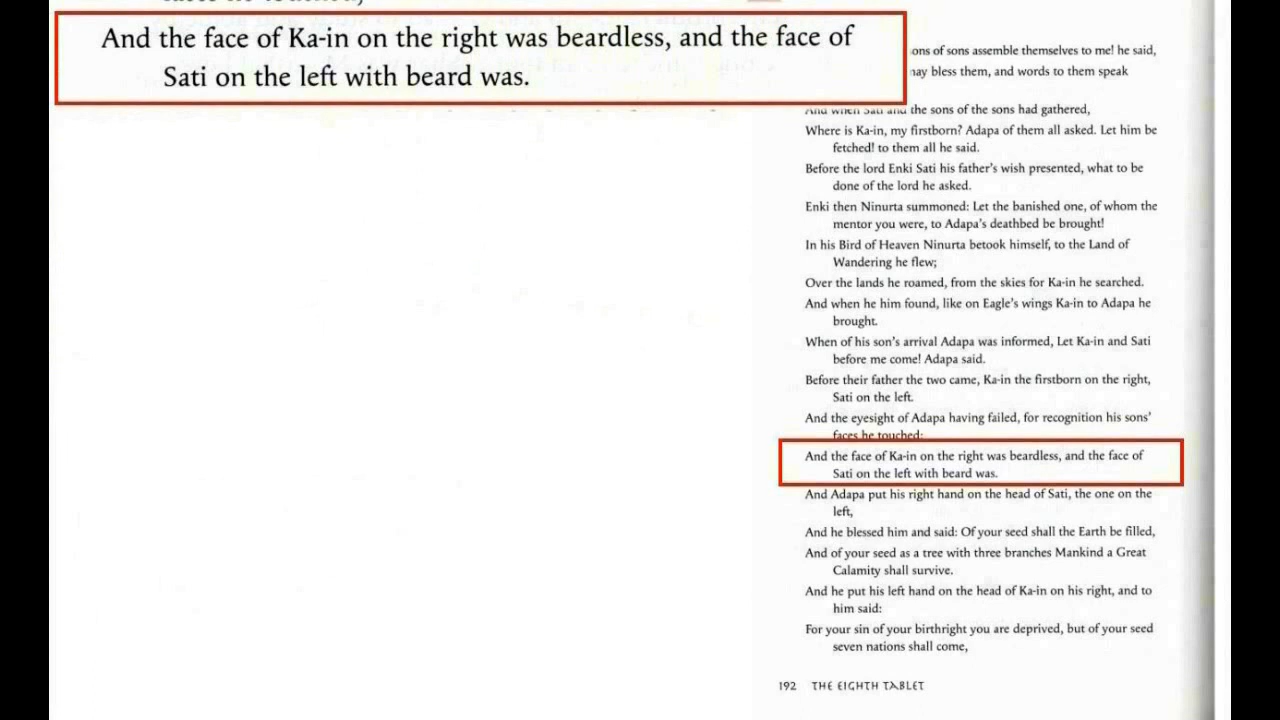 And the face of Ka-in on the right was beardless, and the face of
Sati on the left with beard was.
ons of sons assemble themselves to me! he said,
may bless them, and words to them speak
And when Sati and the sons of the sons had gathered,
Where is Ka-in, my firstborn? Adapa of them all asked. Let him be
fetched! to them all he said.
Before the lord Enki Sati his father's wish presented, what to be
done of the lord he asked.
Enki then Ninurta summoned: Let the banished one, of whom the
mentor you were, to Adapa's deathbed be brought!
In his Bird of Heaven Ninurta betook himself, to the Land of
Wandering he flew;
Over the lands he roamed, from the skies for Ka-in he searched.
And when he him found, like on Eagle's wings Ka-in to Adapa he
brought.
When of his son's arrival Adapa was informed, Let Ka-in and Sati
before me come! Adapa said.
Before their father the two came, Ka-in the firstborn on the right,
Sati on the left.
And the eyesight of Adapa having failed, for recognition his sons'
faces he touched;
And the face of Ka-in on the right was beardless, and the face of
Sati on the left with beard was.
And Adapa put his right hand on the head of Sati, the one on the
left,
And he blessed him and said: Of your seed shall the Earth be filled,
And of your seed as a tree with three branches Mankind a Great
Calamity shall survive.
And he put his left hand on the head of Ka-in on his right, and to
him said:
For your sin of your birthright you are deprived, but of your seed
seven nations shall come,
192 THE EIGHTH TABLET